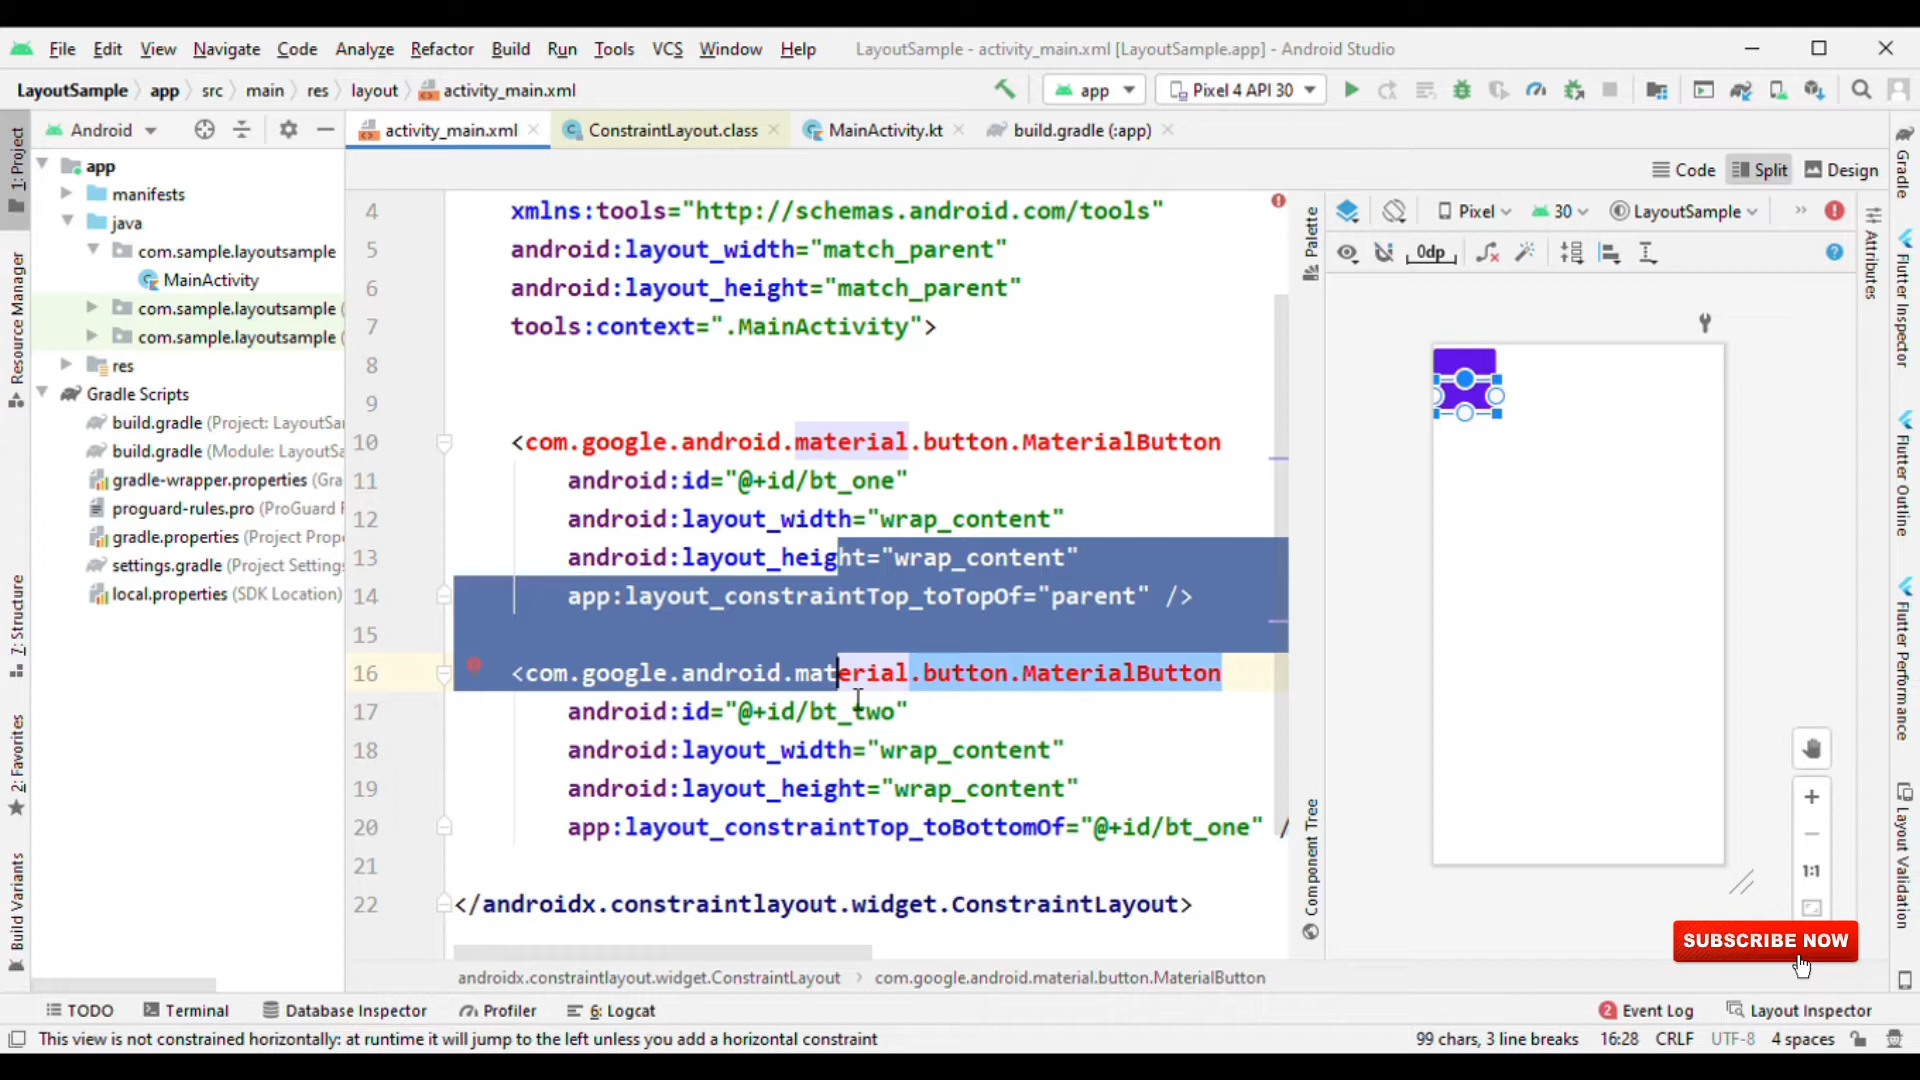 File Edit View Navigate Code Analyze Refactor Build Run Tools VCS Window Help LayoutSample - activity_main.xml [LayoutSample.app] - Android Studio
LayoutSample app src main res layout activity_main.xml app Pixel 4 API 30
Android activity_main.xml ConstraintLayout.class MainActivity.kt build.gradle (:app)
Code Split Design
1: Project
Resource Manager
7: Structure
2: Favorites
Build Variants
app
manifests
java
com.sample.layoutsample
MainActivity
com.sample.layoutsample (
com.sample.layoutsample (
res
Gradle Scripts
build.gradle (Project: LayoutSa
build.gradle (Module: LayoutSa
gradle-wrapper.properties (Gra
proguard-rules.pro (ProGuard F
gradle.properties (Project Prop
settings.gradle (Project Settings
local.properties (SDK Location)
4 xmlns:tools="http://schemas.android.com/tools"
5 android:layout_width="match_parent"
6 android:layout_height="match_parent"
7 tools:context=".MainActivity">
8
9
10 <com.google.android.material.button.MaterialButton
11 android:id="@+id/bt_one"
12 android:layout_width="wrap_content"
13 android:layout_height="wrap_content"
14 app:layout_constraintTop_toTopOf="parent" />
15
16 <com.google.android.material.button.MaterialButton
17 android:id="@+id/bt_two"
18 android:layout_width="wrap_content"
19 android:layout_height="wrap_content"
20 app:layout_constraintTop_toBottomOf="@+id/bt_one" /
21
22 </androidx.constraintlayout.widget.ConstraintLayout>
androidx.constraintlayout.widget.ConstraintLayout › com.google.android.material.button.MaterialButton
Palette
Component Tree
Pixel 30 LayoutSample »
0dp
1:1
Attributes
Gradle
Flutter Inspector
Flutter Outline
Flutter Performance
Layout Validation
SUBSCRIBE NOW
TODO Terminal Database Inspector Profiler 6: Logcat 2 Event Log Layout Inspector
This view is not constrained horizontally: at runtime it will jump to the left unless you add a horizontal constraint 99 chars, 3 line breaks 16:28 CRLF UTF-8 4 spaces